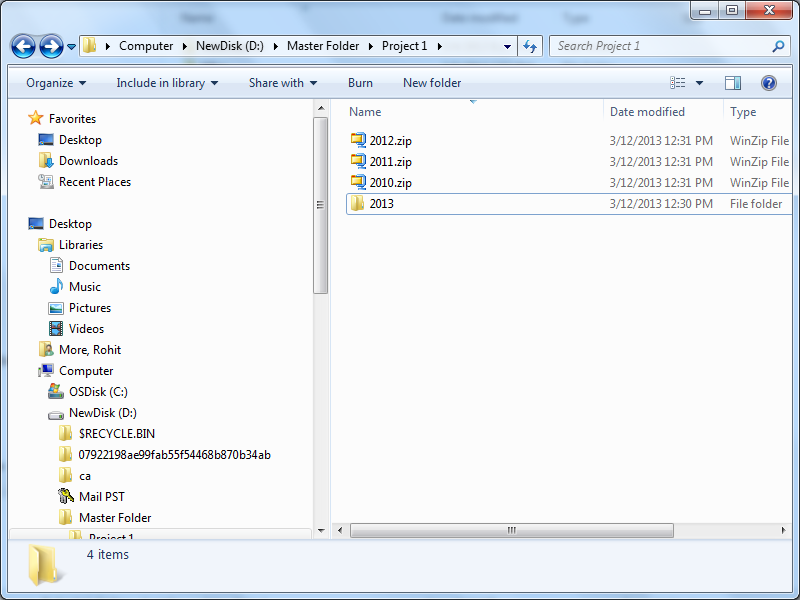 Computer NewDisk (D:) Master Folder Project 1 Search Project 1
Organize Include in library Share with Burn New folder
Favorites
Desktop
Downloads
Recent Places
Desktop
Libraries
Documents
Music
Pictures
Videos
More, Rohit
Computer
OSDisk (C:)
NewDisk (D:)
$RECYCLE.BIN
07922198ae99fab55f54468b870b34ab
ca
Mail PST
Master Folder
Project 1
Name Date modified Type
2012.zip 3/12/2013 12:31 PM WinZip File
2011.zip 3/12/2013 12:31 PM WinZip File
2010.zip 3/12/2013 12:31 PM WinZip File
2013 3/12/2013 12:30 PM File folder
4 items